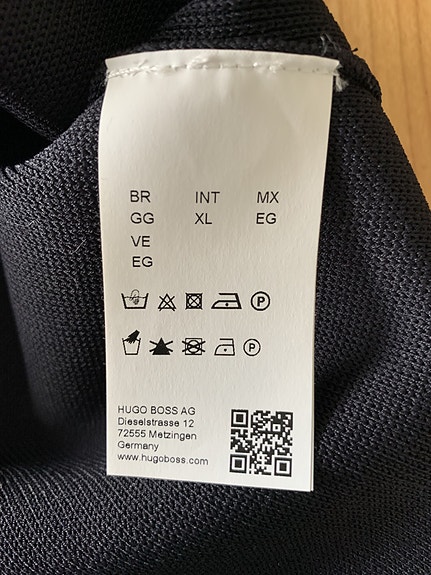 BR INT MX
GG XL EG
VE
EG
P
P
HUGO BOSS AG
Dieselstrasse 12
72555 Metzingen
Germany
www.hugoboss.com